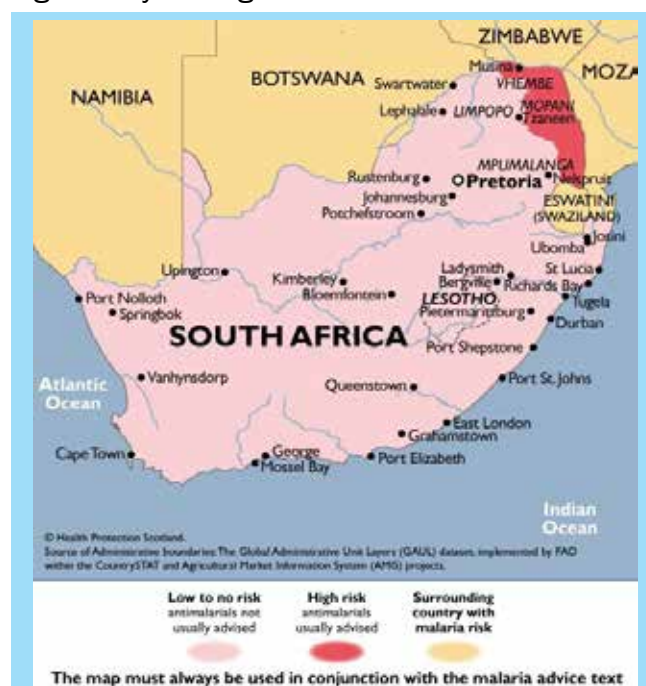 ZIMBABWE
Musina
VHEMBE
MOZA
BOTSWANA
Swartwater
NAMIBIA
Lephalale
LIMPOPO
MOPANI
Tzaneen
MPUMALANGA
Rustenburg
Pretoria
Nelspruit
Johannesburg
ESWATINI
(SWAZILAND)
Potchefstroom
Jozini
Ubomba
Upington
Kimberley
Ladysmith
St Lucia
Bergville
Richards Bay
Bloemfontein
LESOTHO
Tugela
Port Nolloth
Pietermaritzburg
Springbok
Durban
SOUTH AFRICA
Port Shepstone
Vanhynsdorp
Atlantic
Ocean
Queenstown
Port St. Johns
East London
Grahamstown
Cape Town
George
Mossel Bay
Port Elizabeth
Indian
Ocean
© Health Protection Scotland.
Source of Administrative boundaries: The Global Administrative Unit Layers (GAUL) dataset, implemented by FAO
within the CountrySTAT and Agricultural Market Information System (AMIS) projects.
Low to no risk
antimalarials not
usually advised
High risk
antimalarials
usually advised
Surrounding
country with
malaria risk
The map must always be used in conjunction with the malaria advice text